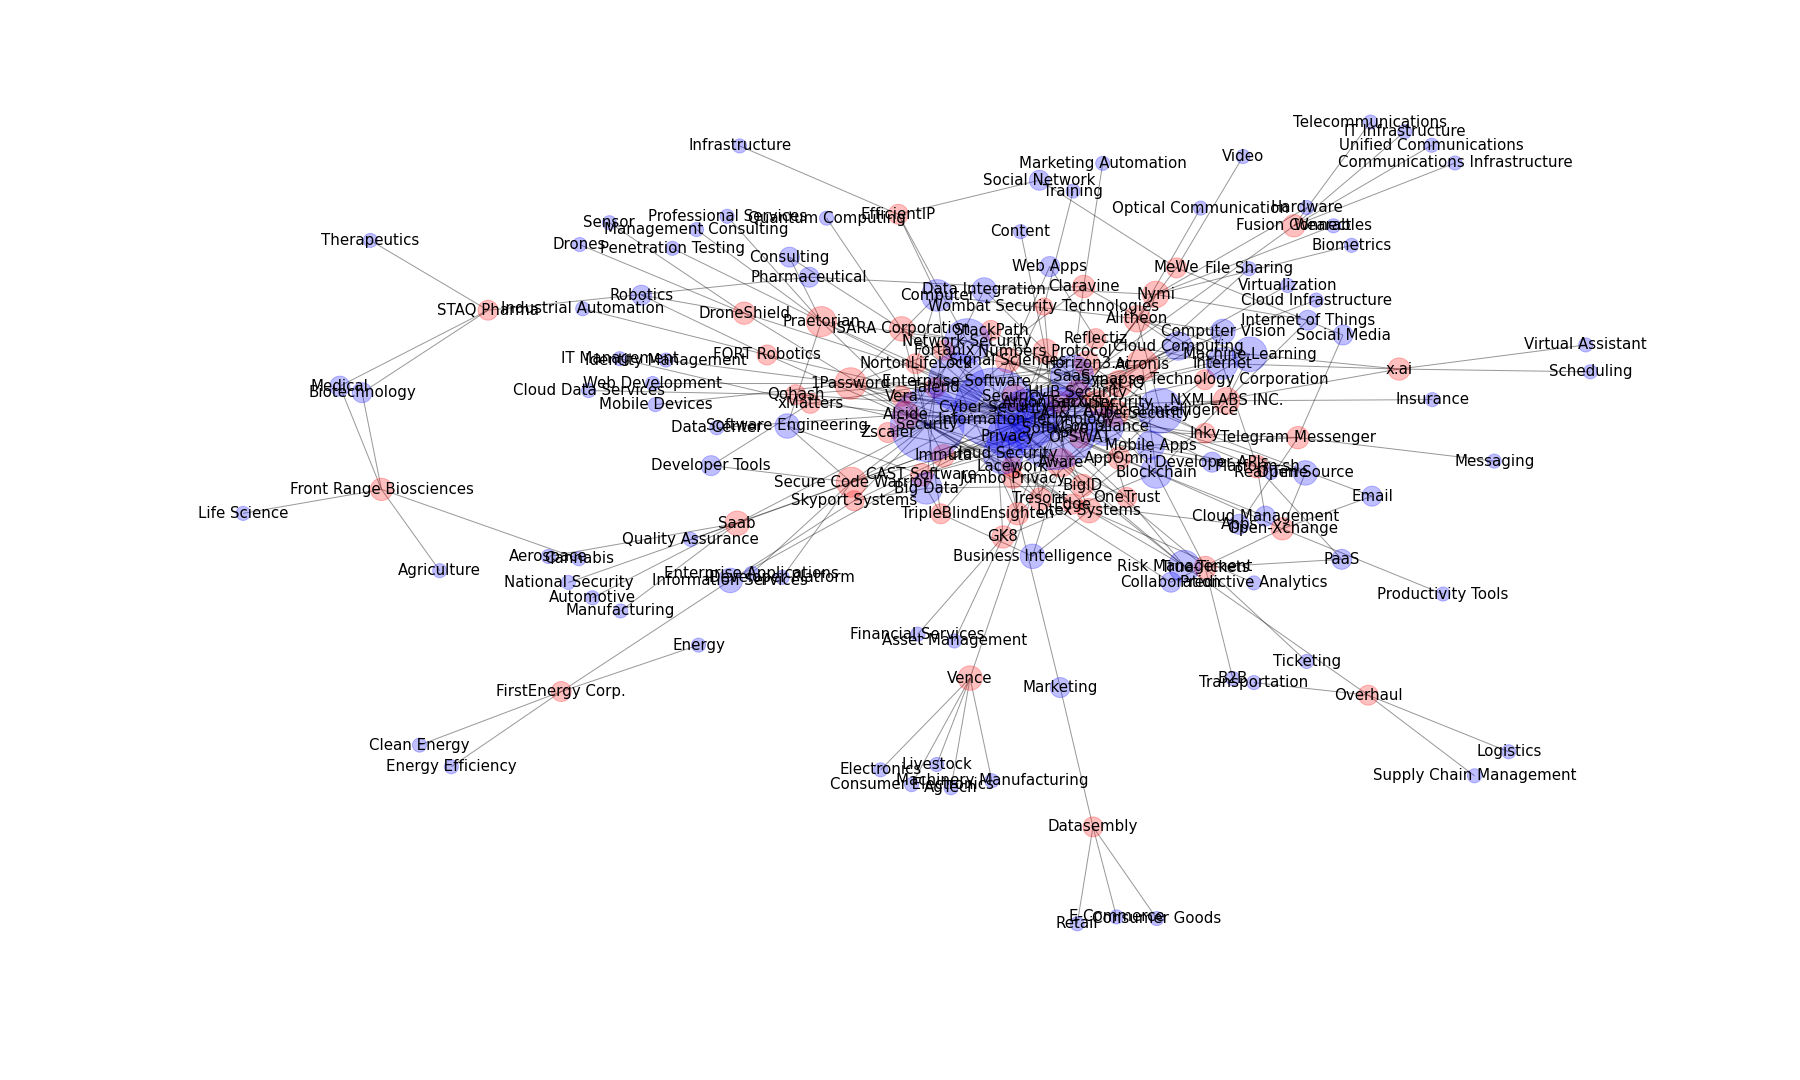 Telecommunications
IT Infrastructure
Unified Communications
Infrastructure
Video
Marketing Automation
Communications Infrastructure
Social Network
Training
Optical Communication
Hardware
Professional Services
Quantum Computing
EfficientIP
Sensor
Management Consulting
Content
Fusion Connect
Wearables
Therapeutics
Drones
Penetration Testing
Biometrics
Consulting
Web Apps
MeWe
File Sharing
Pharmaceutical
Claravine
Virtualization
Data Integration
Robotics
Computer
Nymi
Cloud Infrastructure
STAQ Pharma
Industrial Automation
Wombat Security Technologies
DroneShield
Praetorian
Alitheon
Internet of Things
ISARA Corporation
StackPath
Computer Vision
Social Media
Network Security
Reflectiz
Virtual Assistant
Cloud Computing
Fortanix
Numbers Protocol
FORT Robotics
Machine Learning
IT Management
Identity Management
Signal Sciences
NortonLifeLock
Horizon3.ai
Acronis
Internet
x.ai
Scheduling
SaaS
Synapse Technology Corporation
Enterprise Software
1Password
Web Development
Talend
Cloud Data Services
Oohash
Vera
HUB Security
NXM LABS INC.
Insurance
Mobile Devices
xMatters
Cyber Security
Alcide
Artificial Intelligence
Information Technology
Security
Software Engineering
Data Center
Compliance
Software
Zscaler
Privacy
OPSWAT
Inky
Telegram Messenger
Mobile Apps
Cloud Security
Immuta
AppOmni
Aware
Developer APIs
Messaging
Developer Tools
Lacework
Platform.sh
Blockchain
Open Source
CAST Software
Jumbo Privacy
Secure Code Warrior
BigID
Big Data
Front Range Biosciences
Tresorit
OneTrust
Email
Skyport Systems
Edge
Dtex Systems
Life Science
TripleBlind
Ensighten
Cloud Management
Saab
App
Open-Xchange
GK8
Quality Assurance
Aerospace
Cannabis
Business Intelligence
PaaS
Risk Management
True Tickets
Agriculture
Enterprise Applications
Information Services
Developer Platform
National Security
Collaboration
Predictive Analytics
Productivity Tools
Automotive
Manufacturing
Financial Services
Asset Management
Energy
Ticketing
Vence
B2B
Transportation
Marketing
FirstEnergy Corp.
Overhaul
Clean Energy
Logistics
Energy Efficiency
Livestock
Electronics
Supply Chain Management
Machinery Manufacturing
Consumer Electronics
AgTech
Datasembly
E-Commerce
Consumer Goods
Retail
Medical
Biotechnology